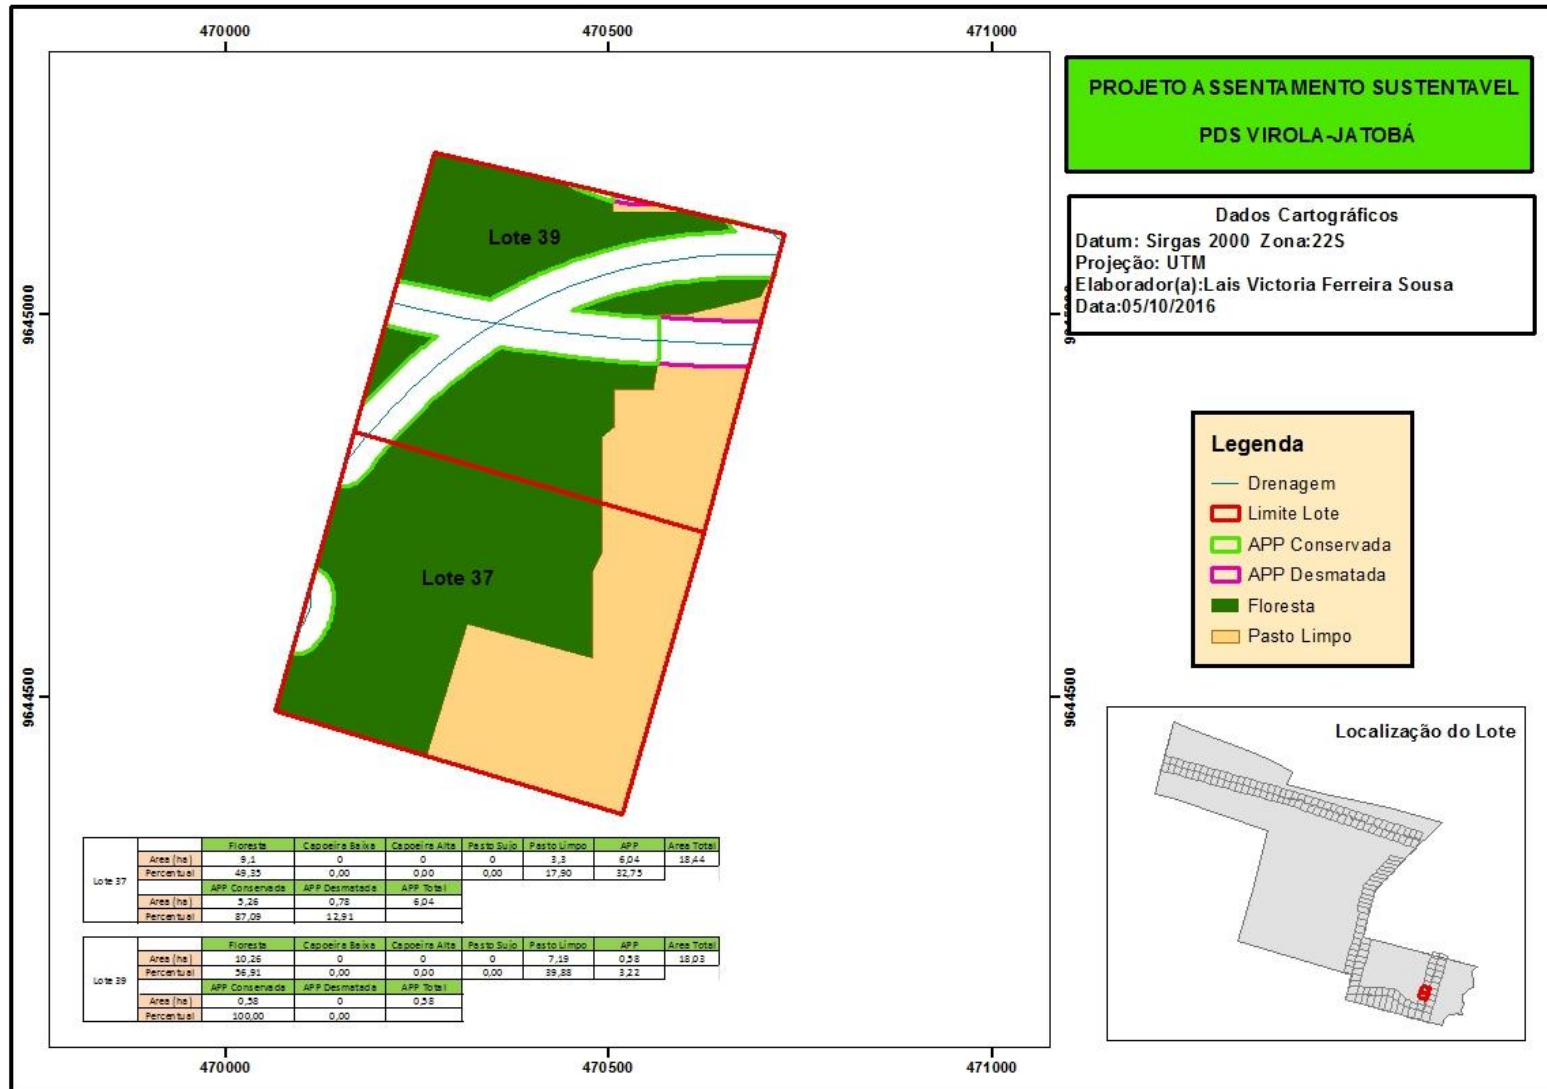 470000 470500 471000
PROJETO ASSENTAMENTO SUSTENTAVEL
PDS VIROLA-JATOBÁ
Dados Cartográficos
Datum: Sirgas 2000 Zona:22S
Projeção: UTM
Elaborador(a):Lais Victoria Ferreira Sousa
Data:05/10/2016
9645000
Lote 39
Lote 37
Legenda
Drenagem
Limite Lote
APP Conservada
APP Desmatada
Floresta
Pasto Limpo
9644500 9644500
Localização do Lote
Floresta Capoeira Baixa Capoeira Alta Pasto Sujo Pasto Limpo APP Area Total
Area (ha) 9,1 0 0 0 3,3 6,04 18,44
Percentual 49,35 0,00 0,00 0,00 17,90 32,75
Lote 37
APP Conservada APP Desmatada APP Total
Area (ha) 5,26 0,78 6,04
Percentual 87,09 12,91
Floresta Capoeira Baixa Capoeira Alta Pasto Sujo Pasto Limpo APP Area Total
Area (ha) 10,26 0 0 0 7,19 0,58 18,03
Percentual 56,91 0,00 0,00 0,00 39,88 3,22
Lote 39
APP Conservada APP Desmatada APP Total
Area (ha) 0,58 0 0,58
Percentual 100,00 0,00
470000 470500 471000